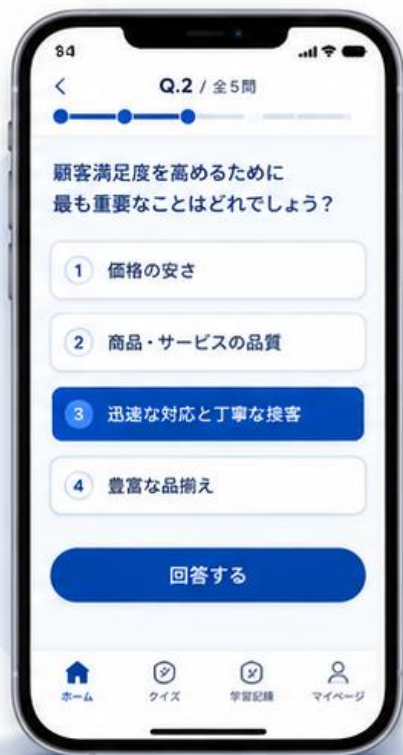 94
Q.2 / 全5問
顧客満足度を高めるために
最も重要なことはどれでしょう？
1 価格の安さ
2 商品・サービスの品質
3 迅速な対応と丁寧な接客
4 豊富な品揃え
回答する
ホーム クイズ 学習記録 マイページ